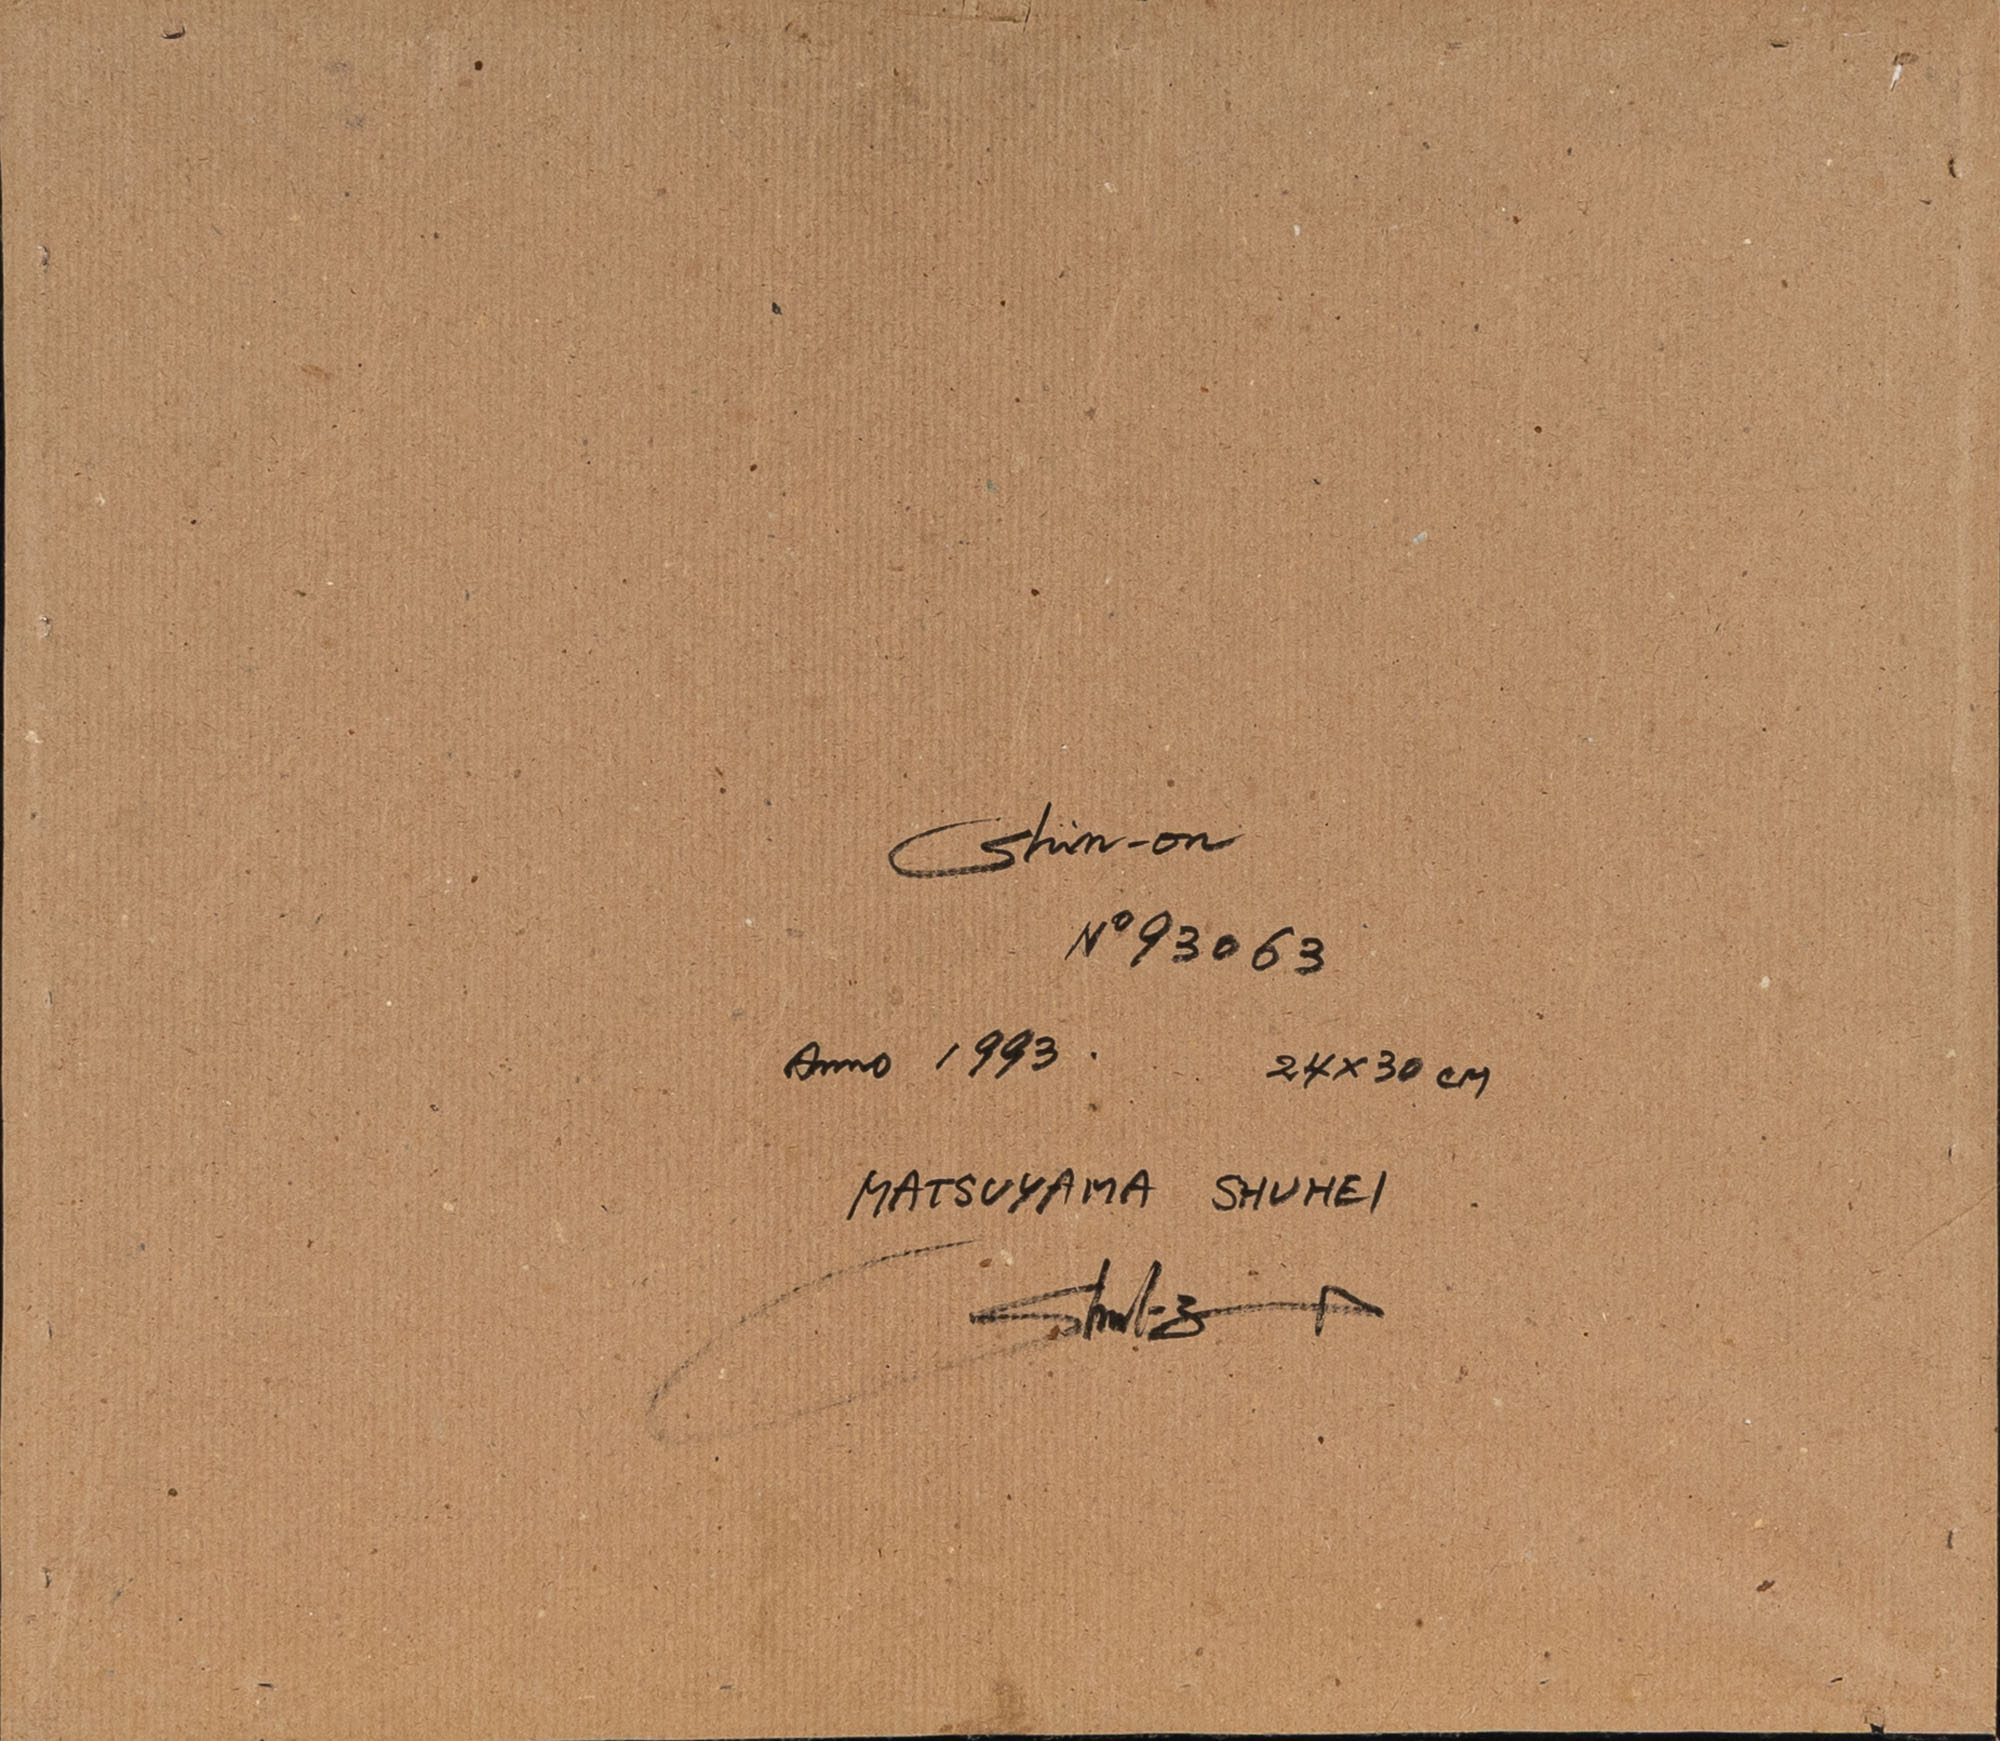 Shin-on
N° 93063
Anno 1993. 24x30 cm
MATSUYAMA SHUHEI